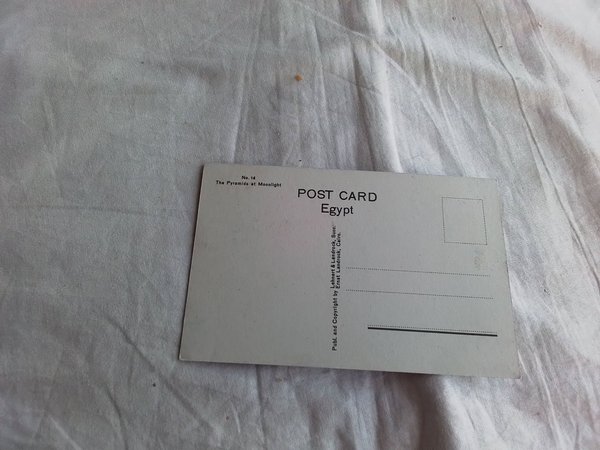 No. 14
The Pyramids at Moonlight
POST CARD
Egypt
Publ. and Copyright by Lehnert & Landrock, Succ.
Ernst Landrock, Cairo.